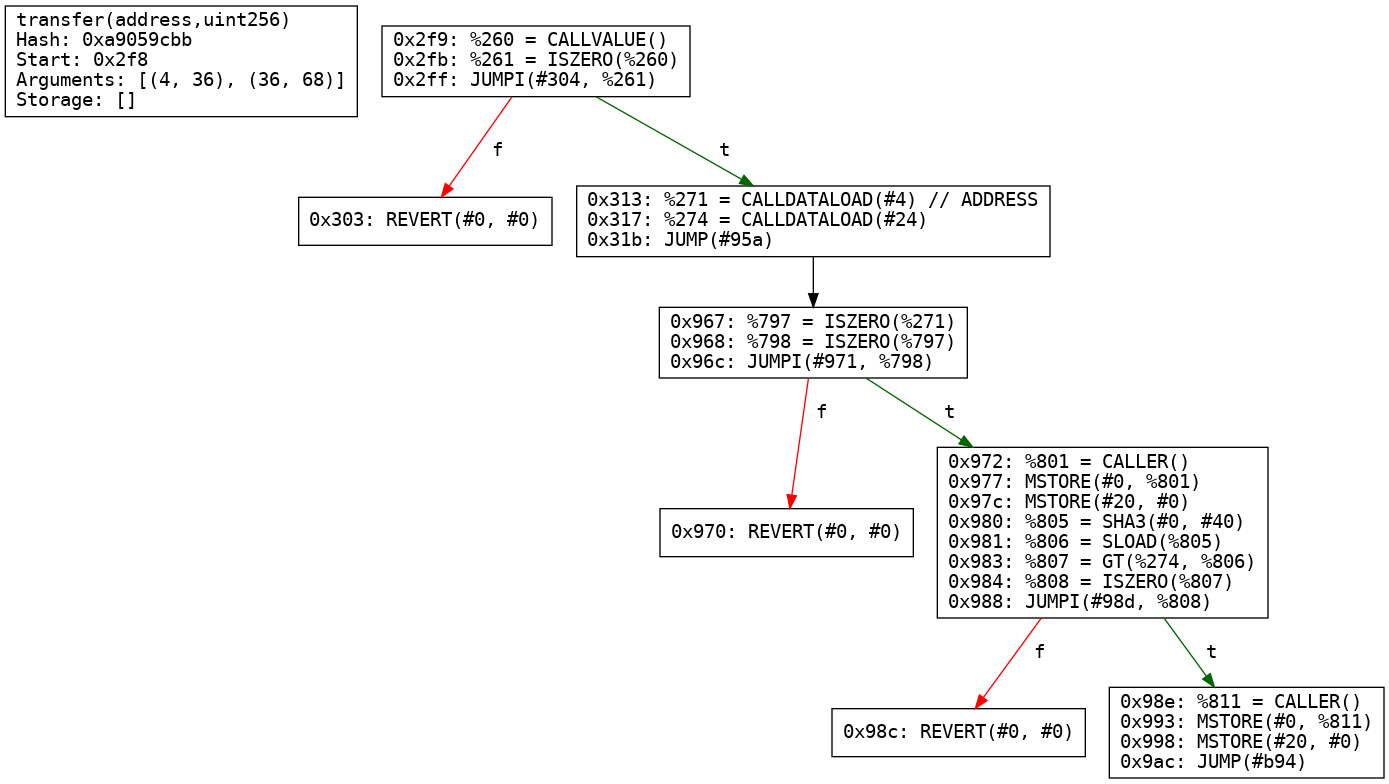 transfer(address,uint256)
Hash: 0xa9059cbb
Start: 0x2f8
Arguments: [(4, 36), (36, 68)]
Storage: []
0x2f9: %260 = CALLVALUE()
0x2fb: %261 = ISZERO(%260)
0x2ff: JUMPI(#304, %261)
f
t
0x303: REVERT(#0, #0)
0x313: %271 = CALLDATALOAD(#4) // ADDRESS
0x317: %274 = CALLDATALOAD(#24)
0x31b: JUMP(#95a)
0x967: %797 = ISZERO(%271)
0x968: %798 = ISZERO(%797)
0x96c: JUMPI(#971, %798)
f
t
0x970: REVERT(#0, #0)
0x972: %801 = CALLER()
0x977: MSTORE(#0, %801)
0x97c: MSTORE(#20, #0)
0x980: %805 = SHA3(#0, #40)
0x981: %806 = SLOAD(%805)
0x983: %807 = GT(%274, %806)
0x984: %808 = ISZERO(%807)
0x988: JUMPI(#98d, %808)
f
t
0x98c: REVERT(#0, #0)
0x98e: %811 = CALLER()
0x993: MSTORE(#0, %811)
0x998: MSTORE(#20, #0)
0x9ac: JUMP(#b94)